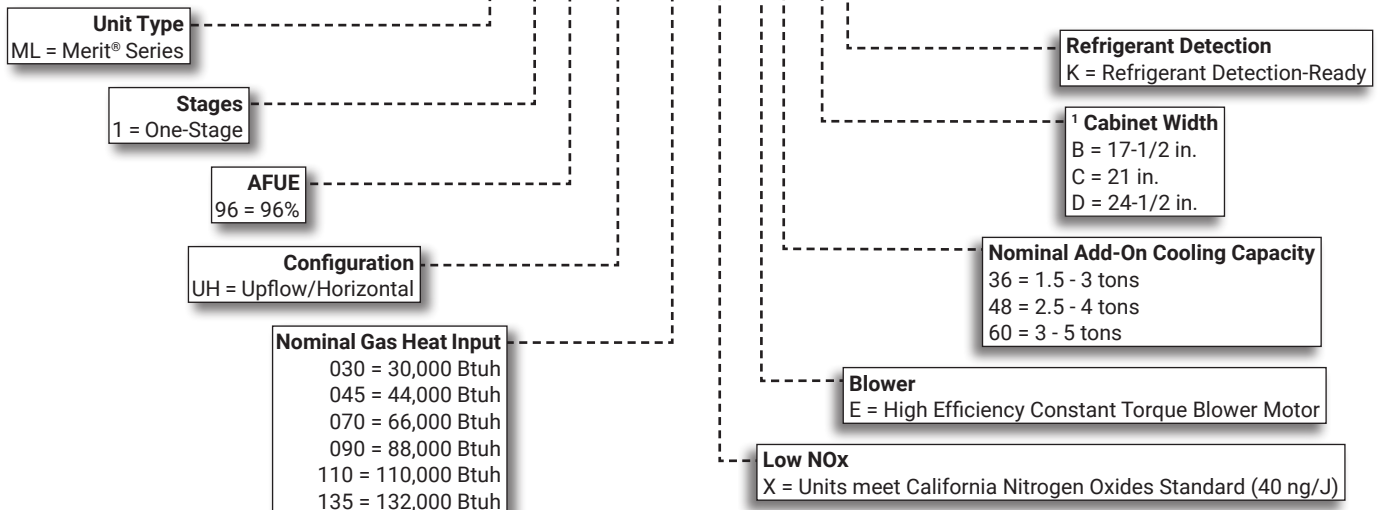 Unit Type
ML = Merit® Series
Stages
1 = One-Stage
AFUE
96 = 96%
Configuration
UH = Upflow/Horizontal
Nominal Gas Heat Input
030 = 30,000 Btuh
045 = 44,000 Btuh
070 = 66,000 Btuh
090 = 88,000 Btuh
110 = 110,000 Btuh
135 = 132,000 Btuh
Refrigerant Detection
K = Refrigerant Detection-Ready
¹ Cabinet Width
B = 17-1/2 in.
C = 21 in.
D = 24-1/2 in.
Nominal Add-On Cooling Capacity
36 = 1.5 - 3 tons
48 = 2.5 - 4 tons
60 = 3 - 5 tons
Blower
E = High Efficiency Constant Torque Blower Motor
Low NOx
X = Units meet California Nitrogen Oxides Standard (40 ng/J)